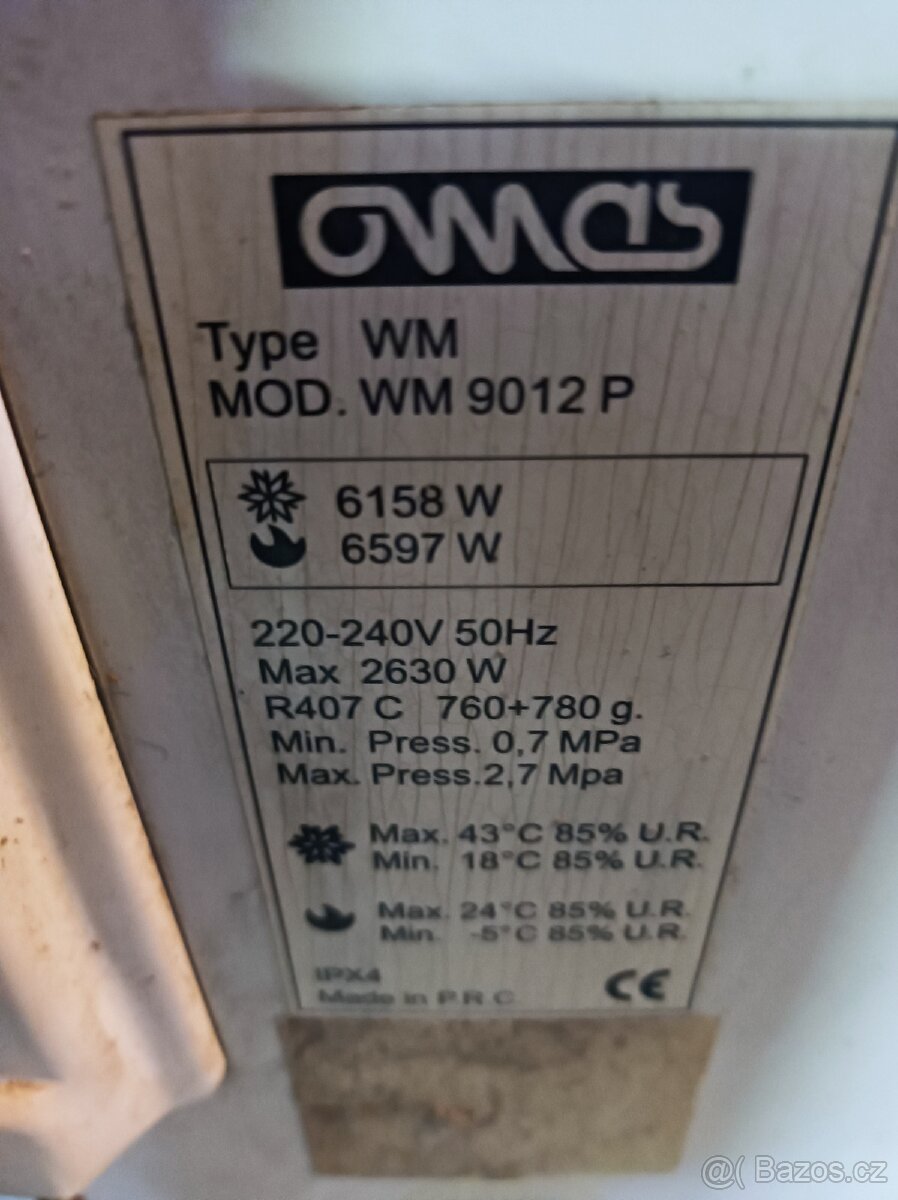 OMAS
Type WM
MOD. WM 9012 P
6158 W
6597 W
220-240V 50Hz
Max 2630 W
R407 C 760+780 g.
Min. Press. 0,7 MPa
Max. Press.2,7 Mpa
Max. 43°C 85% U.R.
Min. 18°C 85% U.R.
Max. 24°C 85% U.R.
Min. -5°C 85% U.R.
IPX4
CE
Made in P.R.C.
@( Bazos.cz